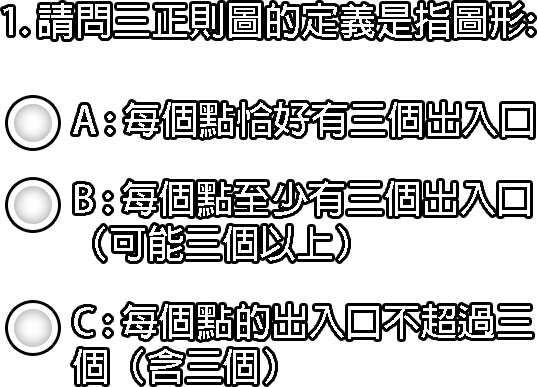 1. 請問三正則圖的定義是指圖形:
A : 每個點恰好有三個出入口
B : 每個點至少有三個出入口
（可能三個以上）
C : 每個點的出入口不超過三
個（含三個）